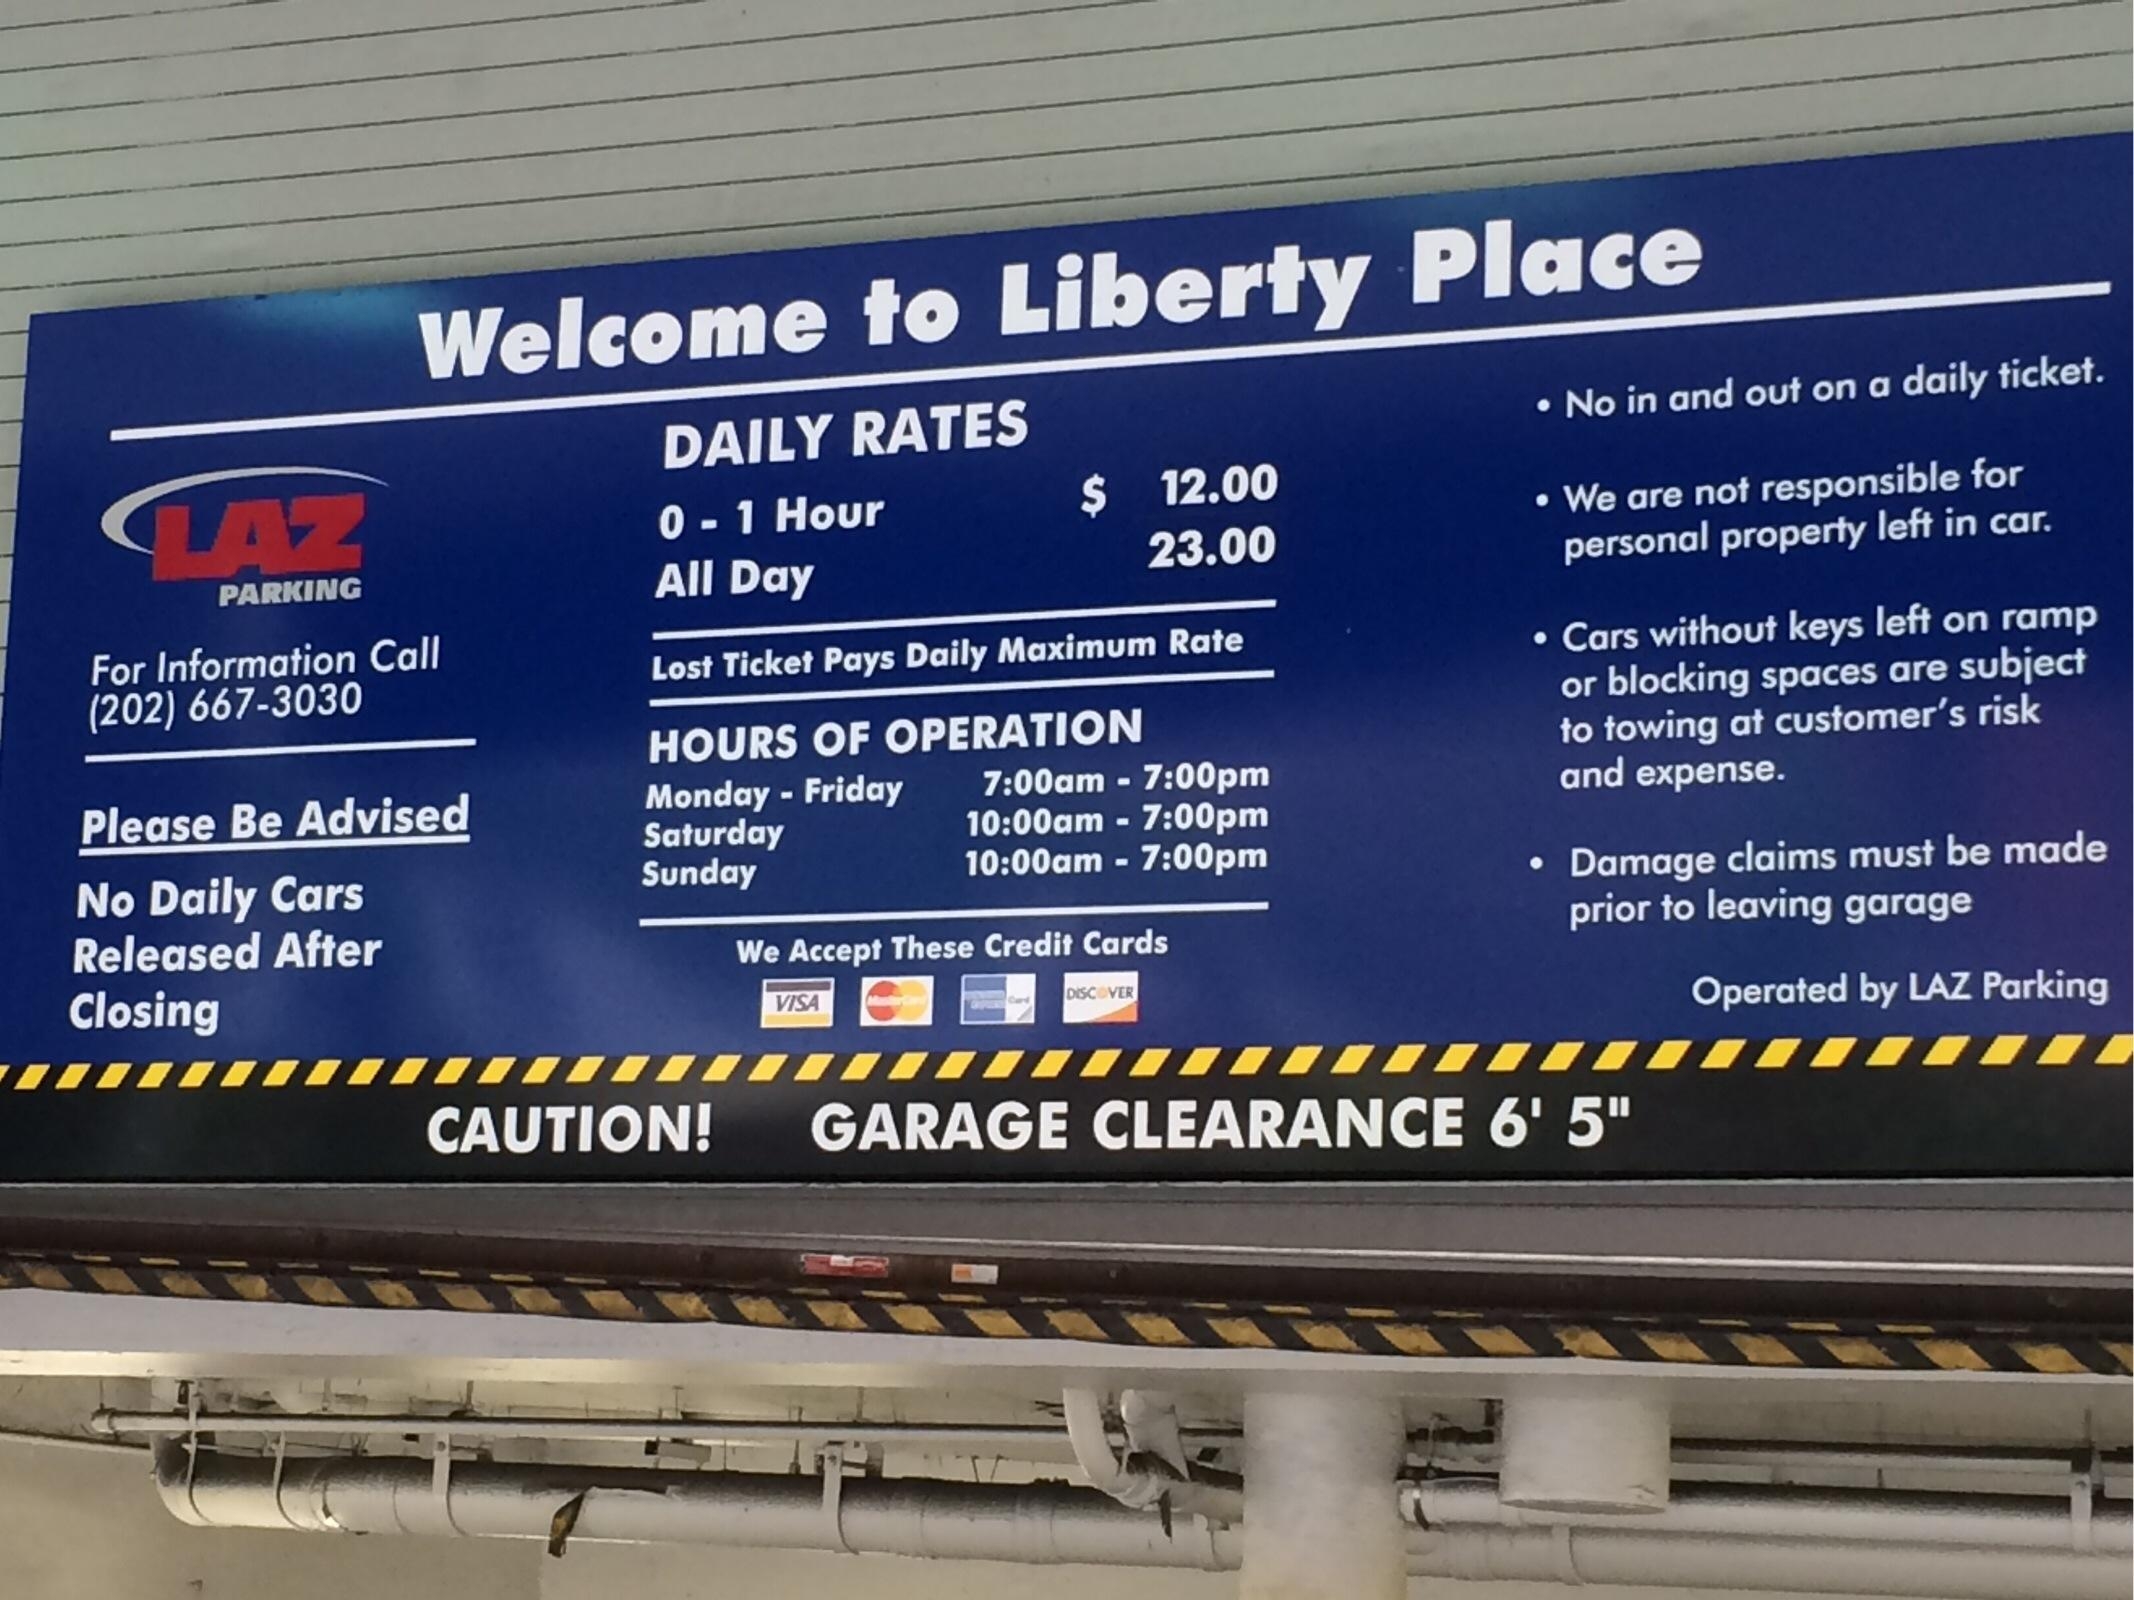 Welcome to Liberty Place
LAZ
PARKING
For Information Call
(202) 667-3030
Please Be Advised
No Daily Cars
Released After
Closing
DAILY RATES
0 - 1 Hour $ 12.00
All Day 23.00
Lost Ticket Pays Daily Maximum Rate
HOURS OF OPERATION
Monday - Friday 7:00am - 7:00pm
Saturday 10:00am - 7:00pm
Sunday 10:00am - 7:00pm
We Accept These Credit Cards
VISA MasterCard Card DISCOVER
• No in and out on a daily ticket.
• We are not responsible for
personal property left in car.
• Cars without keys left on ramp
or blocking spaces are subject
to towing at customer's risk
and expense.
• Damage claims must be made
prior to leaving garage
Operated by LAZ Parking
CAUTION! GARAGE CLEARANCE 6' 5"